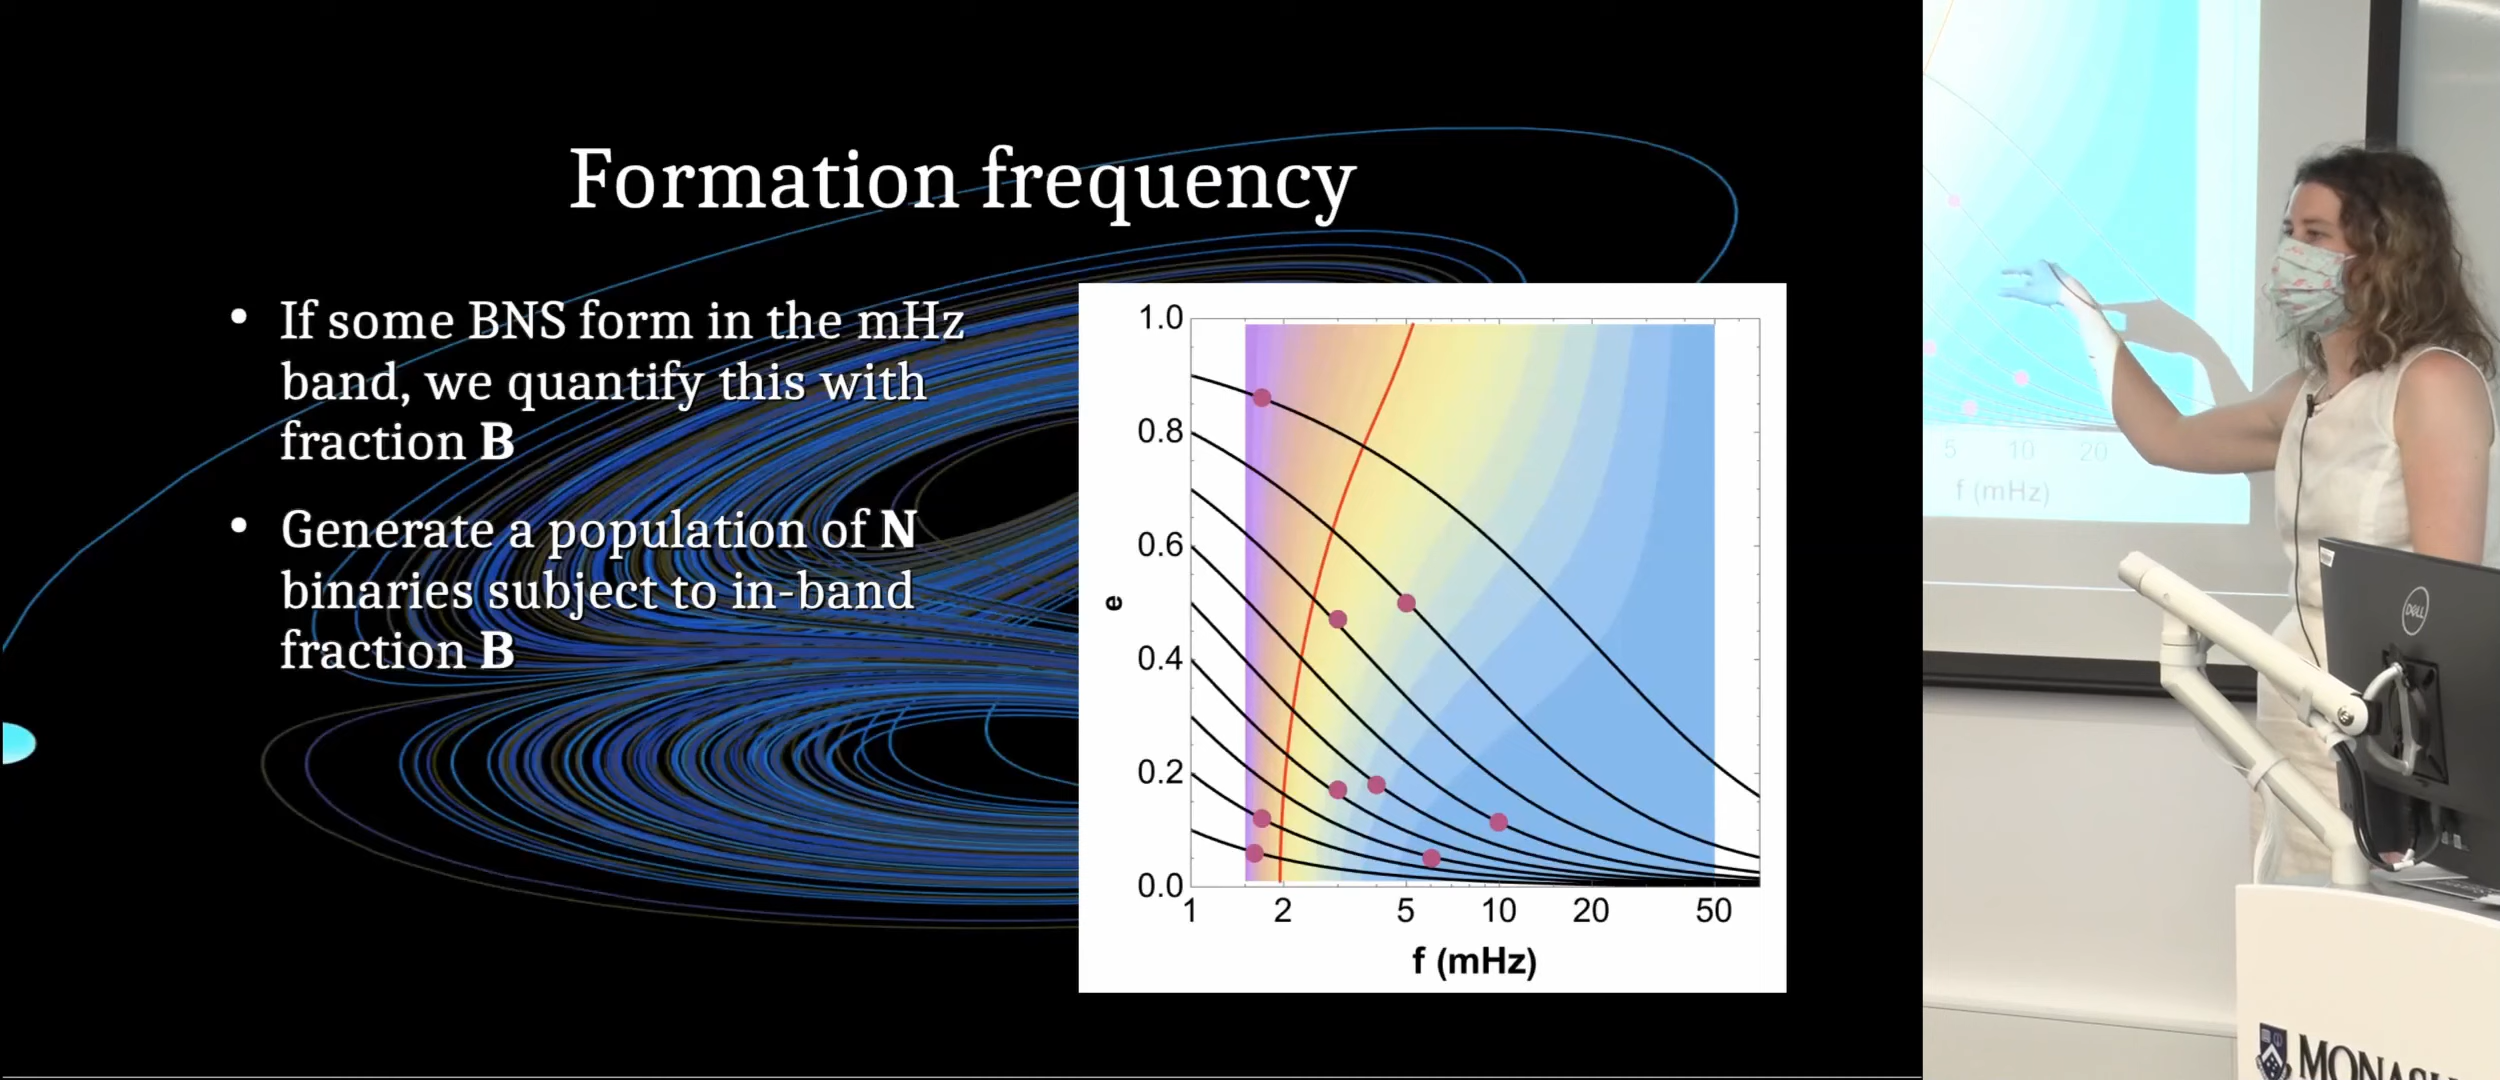 Formation frequency
• If some BNS form in the mHz
band, we quantify this with
fraction B
• Generate a population of N
binaries subject to in-band
fraction B
1.0
0.8
0.6
0.4
0.2
0.0
e
1 2 5 10 20 50
f (mHz)
5 10 20
f (mHz)
DELL